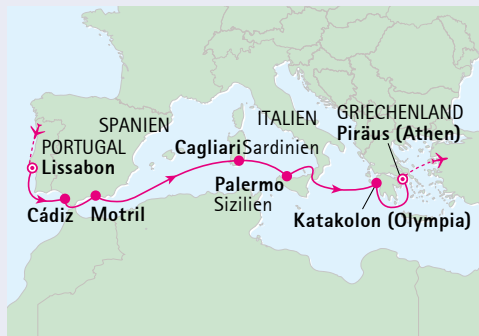 SPANIEN
PORTUGAL
Lissabon
Cádiz
Motril
ITALIEN
Cagliari Sardinien
Palermo
Sizilien
GRIECHENLAND
Piräus (Athen)
Katakolon (Olympia)